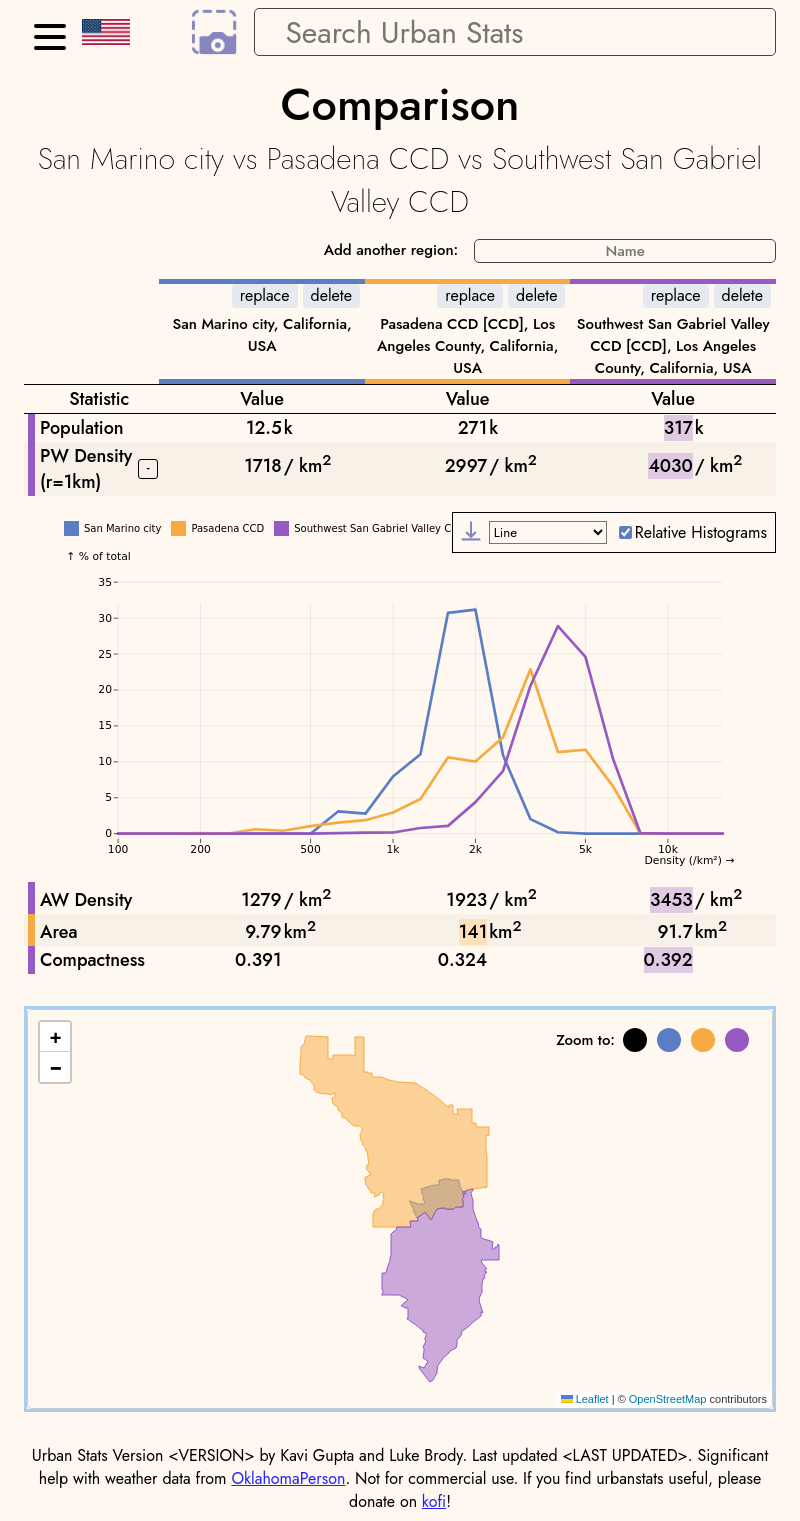 Search Urban Stats
Comparison
San Marino city vs Pasadena CCD vs Southwest San Gabriel
Valley CCD
Add another region:
Name
replace delete replace delete replace delete
San Marino city, California,
USA
Pasadena CCD [CCD], Los
Angeles County, California,
USA
Southwest San Gabriel Valley
CCD [CCD], Los Angeles
County, California, USA
Statistic Value Value Value
Population 12.5k 271k 317k
PW Density
(r=1km) - 1718/ km² 2997/ km² 4030/ km²
San Marino city Pasadena CCD Southwest San Gabriel Valley C
Line Relative Histograms
↑ % of total
35
30
25
20
15
10
5
0
100 200 500 1k 2k 5k 10k
Density (/km²) →
AW Density 1279/ km² 1923/ km² 3453/ km²
Area 9.79km² 141km² 91.7km²
Compactness 0.391 0.324 0.392
+
−
Zoom to:
Leaflet | © OpenStreetMap contributors
Urban Stats Version <VERSION> by Kavi Gupta and Luke Brody. Last updated <LAST UPDATED>. Significant
help with weather data from OklahomaPerson. Not for commercial use. If you find urbanstats useful, please
donate on kofi!